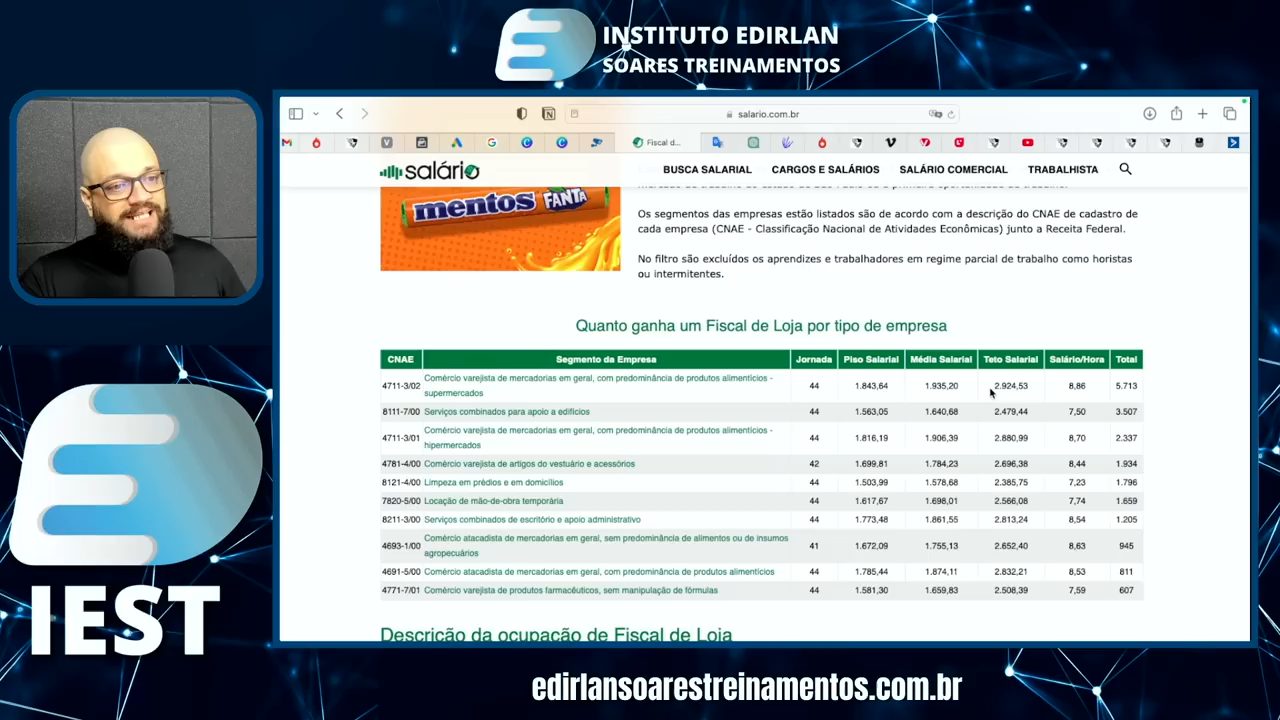 INSTITUTO EDIRLAN
SOARES TREINAMENTOS
salario.com.br
Fiscal d...
salário
BUSCA SALARIAL CARGOS E SALÁRIOS SALÁRIO COMERCIAL TRABALHISTA
mentos FANTA
Os segmentos das empresas estão listados são de acordo com a descrição do CNAE de cadastro de
cada empresa (CNAE - Classificação Nacional de Atividades Econômicas) junto a Receita Federal.
No filtro são excluídos os aprendizes e trabalhadores em regime parcial de trabalho como horistas
ou intermitentes.
Quanto ganha um Fiscal de Loja por tipo de empresa
CNAE Segmento da Empresa Jornada Piso Salarial Média Salarial Teto Salarial Salário/Hora Total
4711-3/02 Comércio varejista de mercadorias em geral, com predominância de produtos alimentícios -
supermercados 44 1.843,64 1.935,20 2.924,53 8,86 5.713
8111-7/00 Serviços combinados para apoio a edifícios 44 1.563,05 1.640,68 2.479,44 7,50 3.507
4711-3/01 Comércio varejista de mercadorias em geral, com predominância de produtos alimentícios -
hipermercados 44 1.816,19 1.906,39 2.880,99 8,70 2.337
4781-4/00 Comércio varejista de artigos do vestuário e acessórios 42 1.699,81 1.784,23 2.696,38 8,44 1.934
8121-4/00 Limpeza em prédios e em domicílios 44 1.503,99 1.578,68 2.385,75 7,23 1.796
7820-5/00 Locação de mão-de-obra temporária 44 1.617,67 1.698,01 2.566,08 7,74 1.659
8211-3/00 Serviços combinados de escritório e apoio administrativo 44 1.773,48 1.861,55 2.813,24 8,54 1.205
4693-1/00 Comércio atacadista de mercadorias em geral, sem predominância de alimentos ou de insumos
agropecuários 41 1.672,09 1.755,13 2.652,40 8,63 945
4691-5/00 Comércio atacadista de mercadorias em geral, com predominância de produtos alimentícios 44 1.785,44 1.874,11 2.832,21 8,53 811
4771-7/01 Comércio varejista de produtos farmacêuticos, sem manipulação de fórmulas 44 1.581,30 1.659,83 2.508,39 7,59 607
Descrição da ocupação de Fiscal de Loja
IEST
edirlansoarestreinamentos.com.br